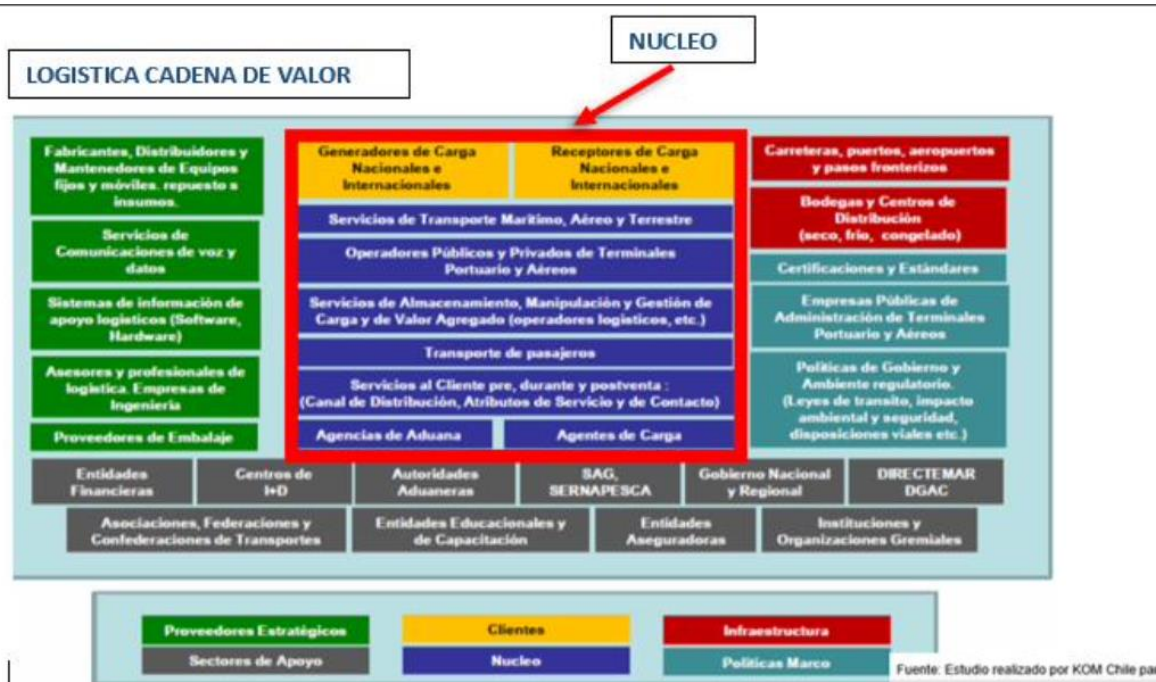 NUCLEO
LOGISTICA CADENA DE VALOR
Fabricantes, Distribuidores y
Mantenedores de Equipos
fijos y móviles. repuesto s
insumos.
Servicios de
Comunicaciones de voz y
datos
Sistemas de información de
apoyo logísticos (Software,
Hardware)
Asesores y profesionales de
logística. Empresas de
Ingeniería
Proveedores de Embalaje
Generadores de Carga
Nacionales e
Internacionales
Receptores de Carga
Nacionales e
Internacionales
Servicios de Transporte Marítimo, Aéreo y Terrestre
Operadores Públicos y Privados de Terminales
Portuario y Aéreos
Servicios de Almacenamiento, Manipulación y Gestión de
Carga y de Valor Agregado (operadores logísticos, etc.)
Transporte de pasajeros
Servicios al Cliente pre, durante y postventa :
(Canal de Distribución, Atributos de Servicio y de Contacto)
Agencias de Aduana
Agentes de Carga
Carreteras, puertos, aeropuertos
y pasos fronterizos
Bodegas y Centros de
Distribución
(seco, frio, congelado)
Certificaciones y Estándares
Empresas Públicas de
Administración de Terminales
Portuario y Aéreos
Políticas de Gobierno y
Ambiente regulatorio.
(Leyes de transito, impacto
ambiental y seguridad,
disposiciones viales etc.)
Entidades
Financieras
Centros de
I+D
Autoridades
Aduaneras
SAG,
SERNAPESCA
Gobierno Nacional
y Regional
DIRECTEMAR
DGAC
Asociaciones, Federaciones y
Confederaciones de Transportes
Entidades Educacionales y
de Capacitación
Entidades
Aseguradoras
Instituciones y
Organizaciones Gremiales
Proveedores Estratégicos
Clientes
Infraestructura
Sectores de Apoyo
Nucleo
Políticas Marco
Fuente: Estudio realizado por KOM Chile par